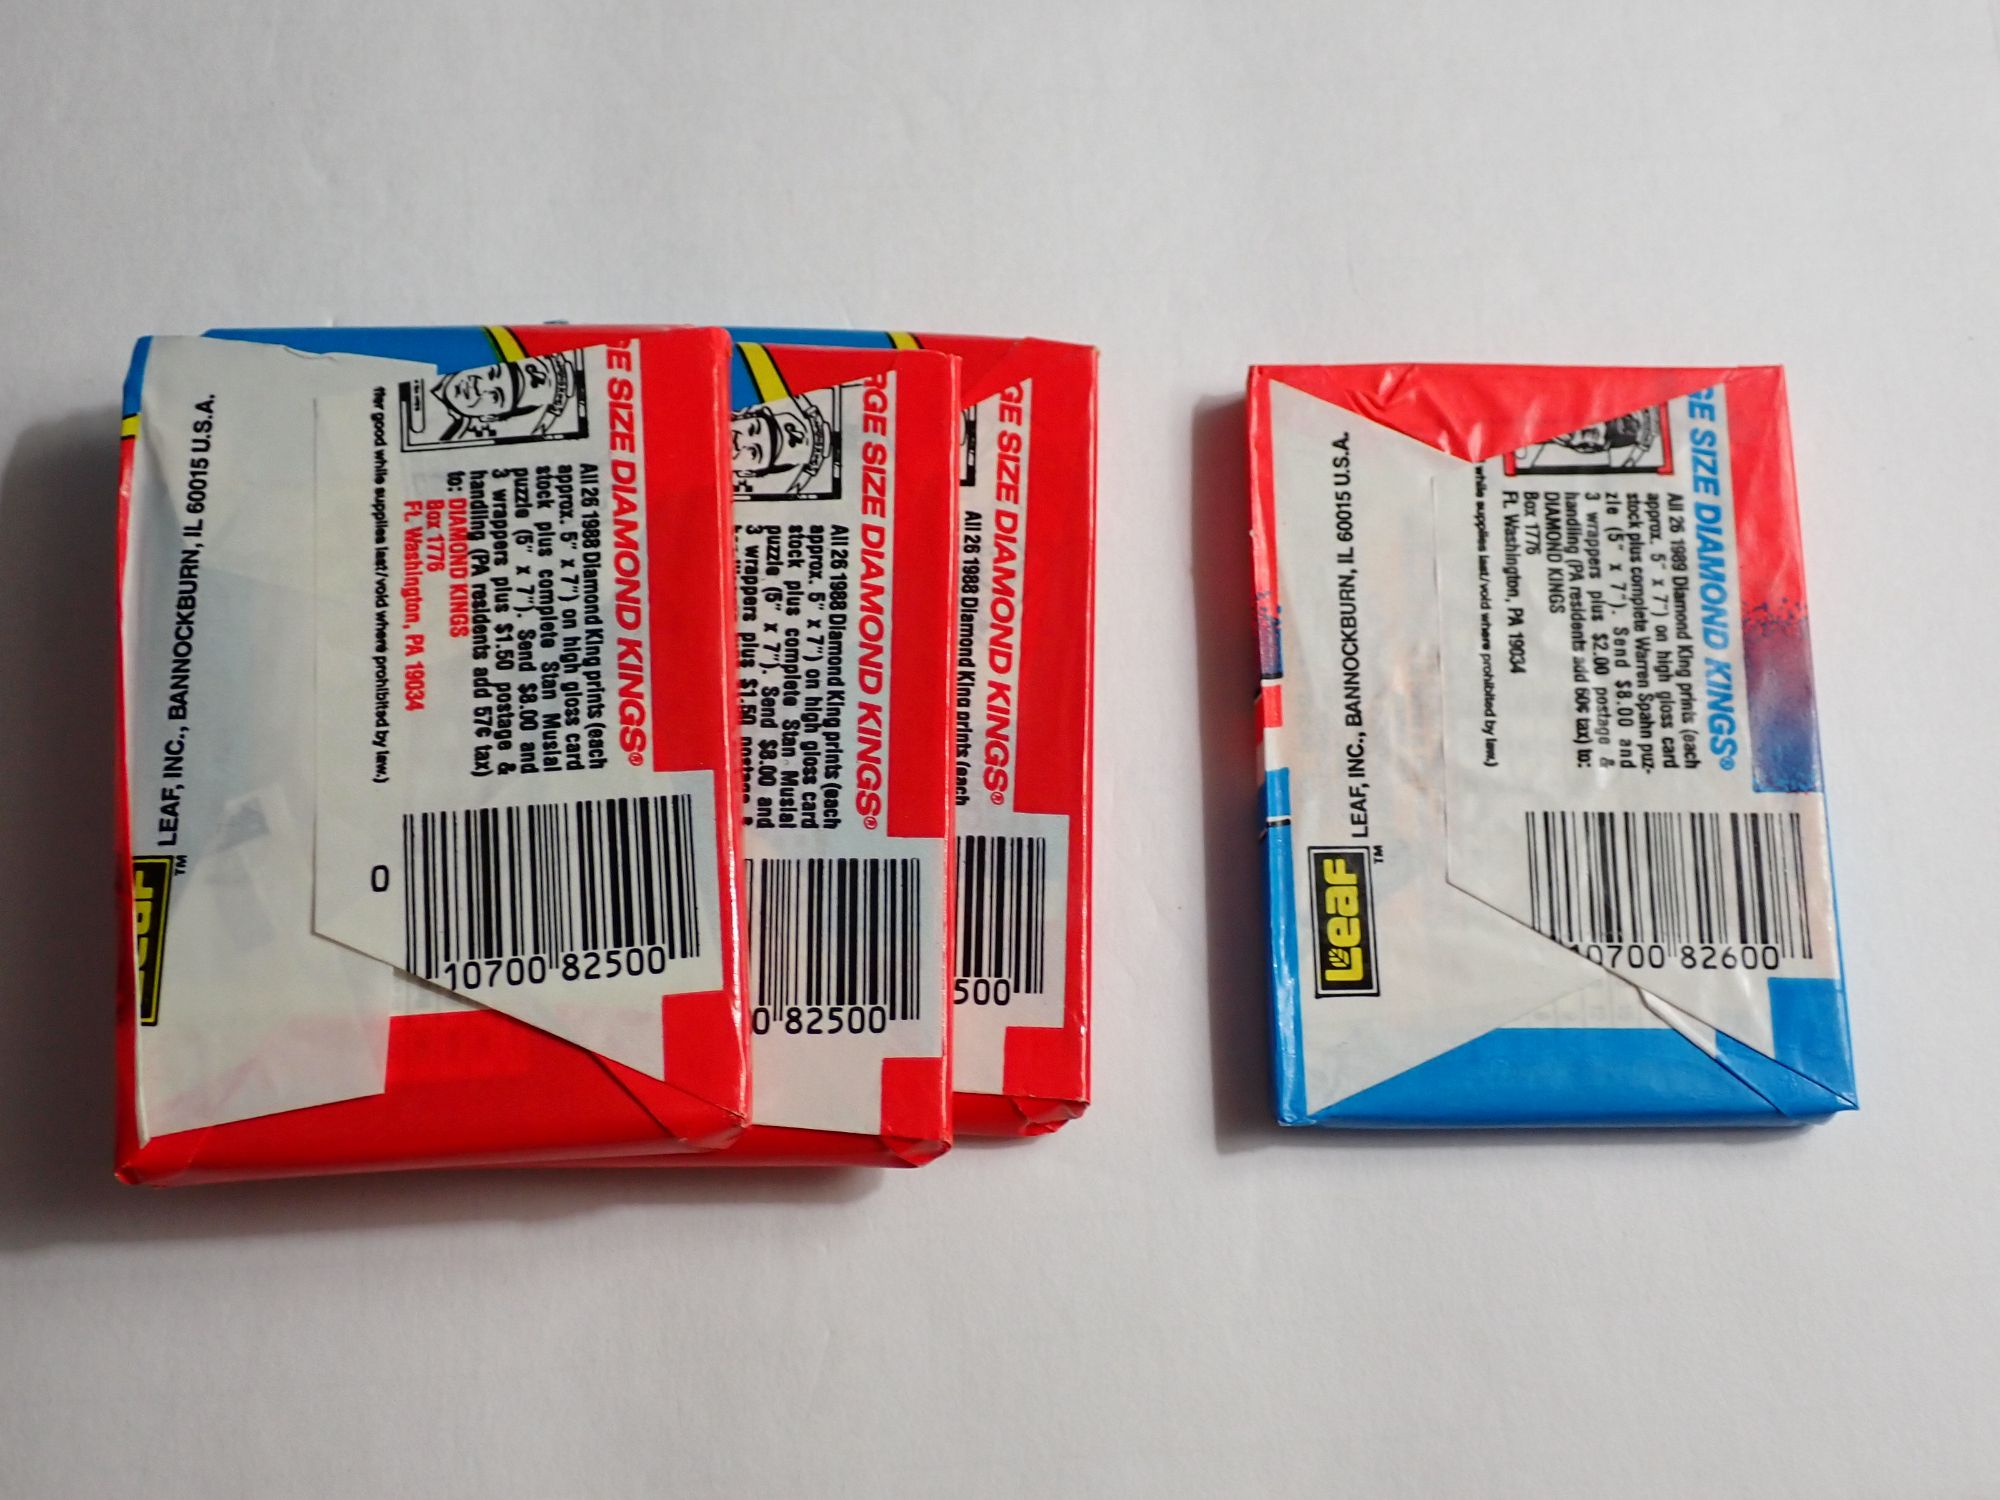 GE SIZE DIAMOND KINGS®
All 26 1988 Diamond King prints (each
approx. 5" x 7") on high gloss card
stock plus complete Stan Musial
puzzle (5" x 7"). Send $8.00 and
3 wrappers plus $1.50 postage &
handling (PA residents add 57¢ tax)
to: DIAMOND KINGS
Box 1776
Ft. Washington, PA 19034
ffer good while supplies last/void where prohibited by law.)
0
10700 82500
Leaf™
LEAF, INC., BANNOCKBURN, IL 60015 U.S.A.
RGE SIZE DIAMOND KINGS®
All 26 1988 Diamond King prints (each
approx. 5" x 7") on high gloss card
stock plus complete Stan Musial
puzzle (5" x 7"). Send $8.00 and
3 wrappers plus $1.50 postage &
0 82500
GE SIZE DIAMOND KINGS®
All 26 1988 Diamond King prints (each
500
GE SIZE DIAMOND KINGS®
All 26 1989 Diamond King prints (each
approx. 5" x 7") on high gloss card
stock plus complete Warren Spahn puz-
zle (5" x 7"). Send $8.00 and
3 wrappers plus $2.00 postage &
handling (PA residents add 60¢ tax) to:
DIAMOND KINGS
Box 1776
Ft. Washington, PA 19034
while supplies last/void where prohibited by law.)
0700 82600
Leaf™
LEAF, INC., BANNOCKBURN, IL 60015 U.S.A.